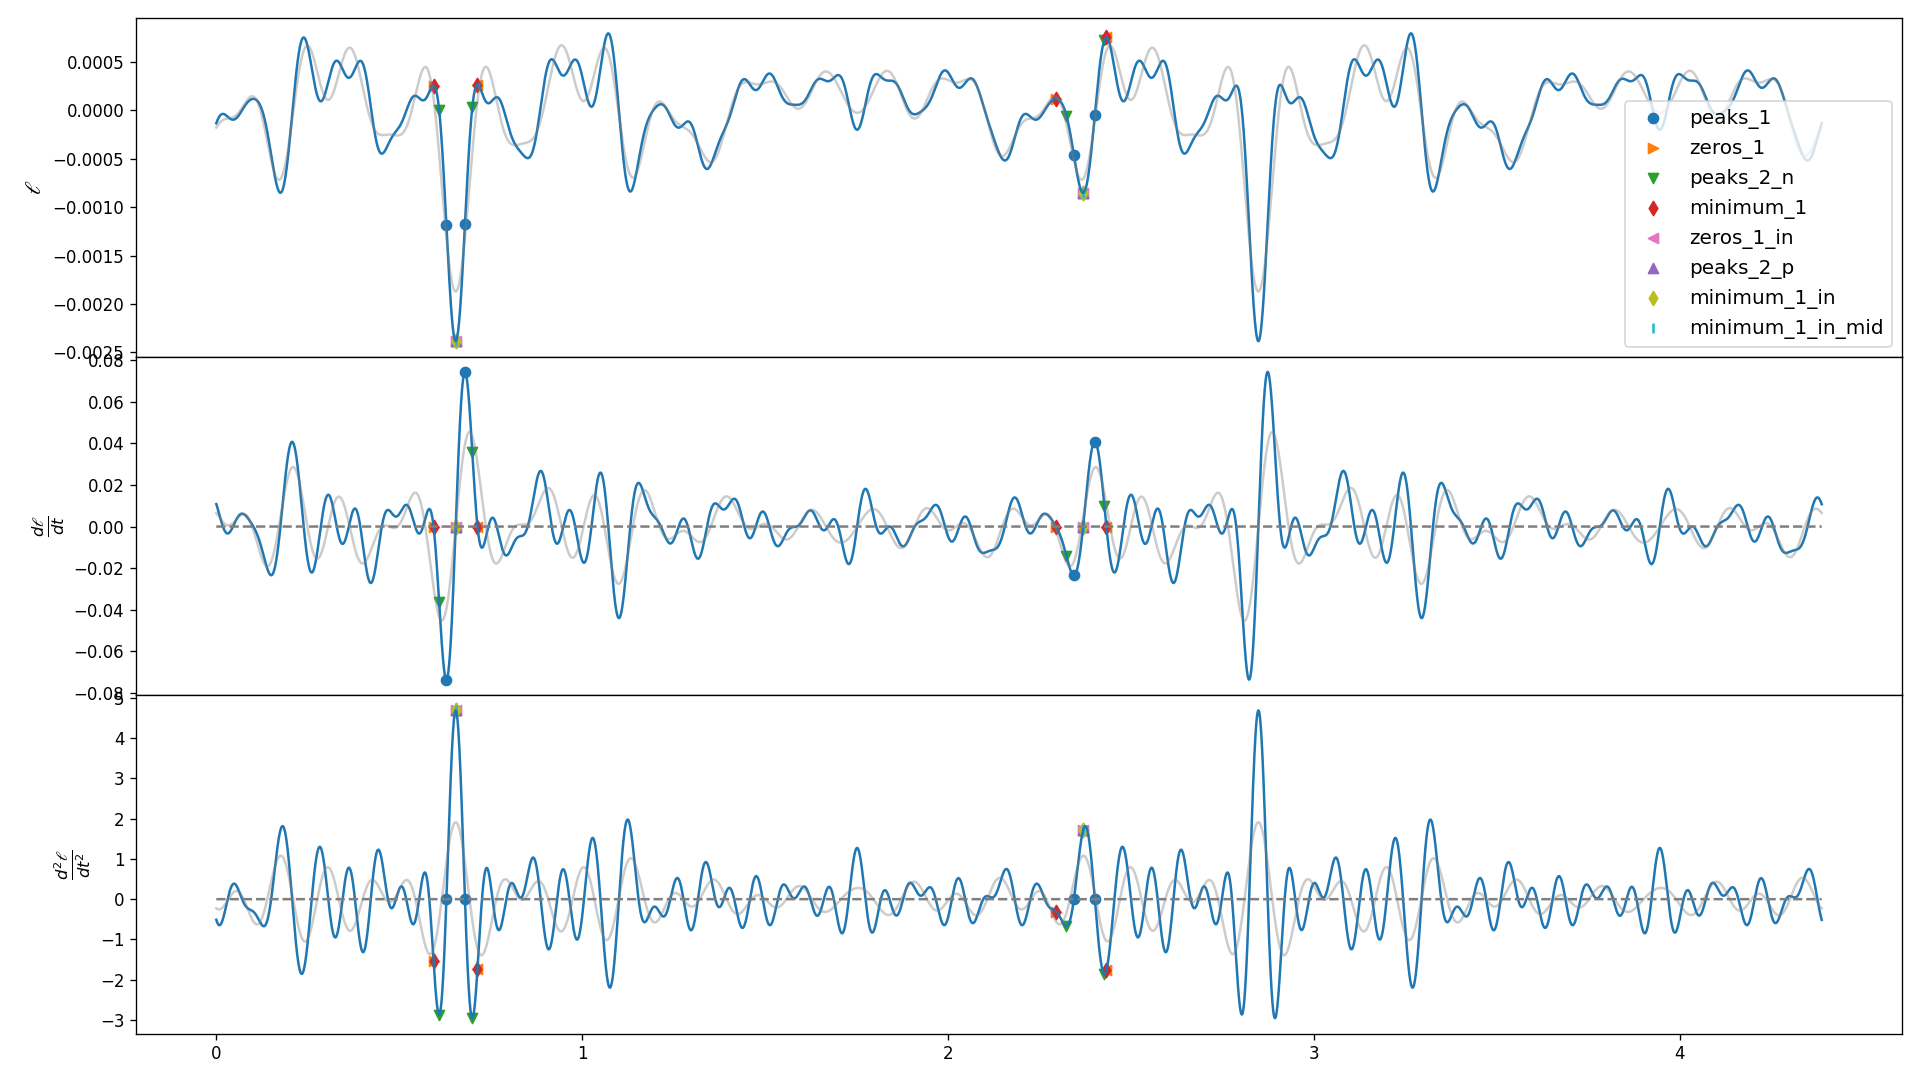 0.0005
0.0000
−0.0005
−0.0010
−0.0015
−0.0020
−0.0025
ℓ
peaks_1
zeros_1
peaks_2_n
minimum_1
zeros_1_in
peaks_2_p
minimum_1_in
minimum_1_in_mid
0.08
0.06
0.04
0.02
0.00
−0.02
−0.04
−0.06
−0.08
dℓ
dt
5
4
3
2
1
0
−1
−2
−3
d²ℓ
dt²
0 1 2 3 4